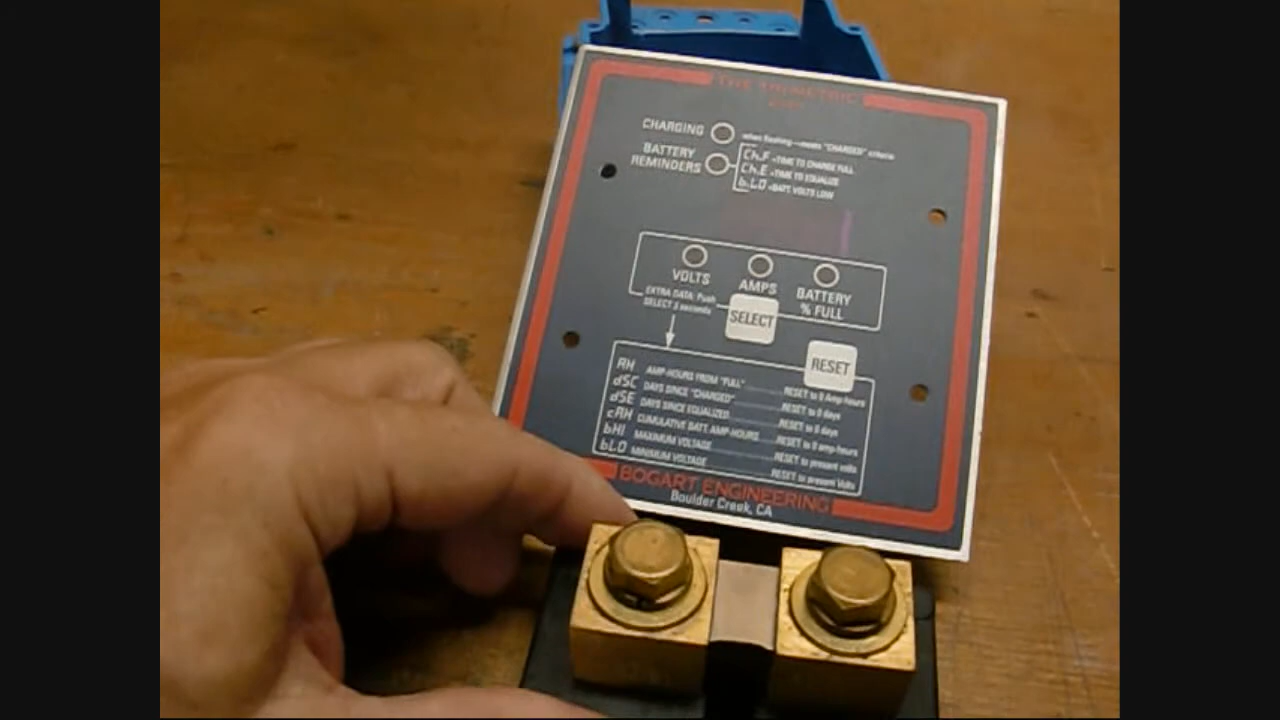 THE TRIMETRIC
CHARGING
when flashing—meets "CHARGED" criteria
BATTERY
REMINDERS
Ch.F =TIME TO CHARGE FULL
Ch.E =TIME TO EQUALIZE
b.LO =BATT. VOLTS LOW
VOLTS
AMPS
BATTERY
% FULL
EXTRA DATA: Push
SELECT 3 seconds
SELECT
RESET
AH AMP-HOURS FROM "FULL" RESET to 0 Amp-hours
dSC DAYS SINCE "CHARGED" RESET to 0 days
dSE DAYS SINCE EQUALIZED RESET to 0 days
cAH CUMULATIVE BATT. AMP-HOURS RESET to 0 amp-hours
bHI MAXIMUM VOLTAGE RESET to present volts
bLO MINIMUM VOLTAGE RESET to present Volts
BOGART ENGINEERING
Boulder Creek, CA